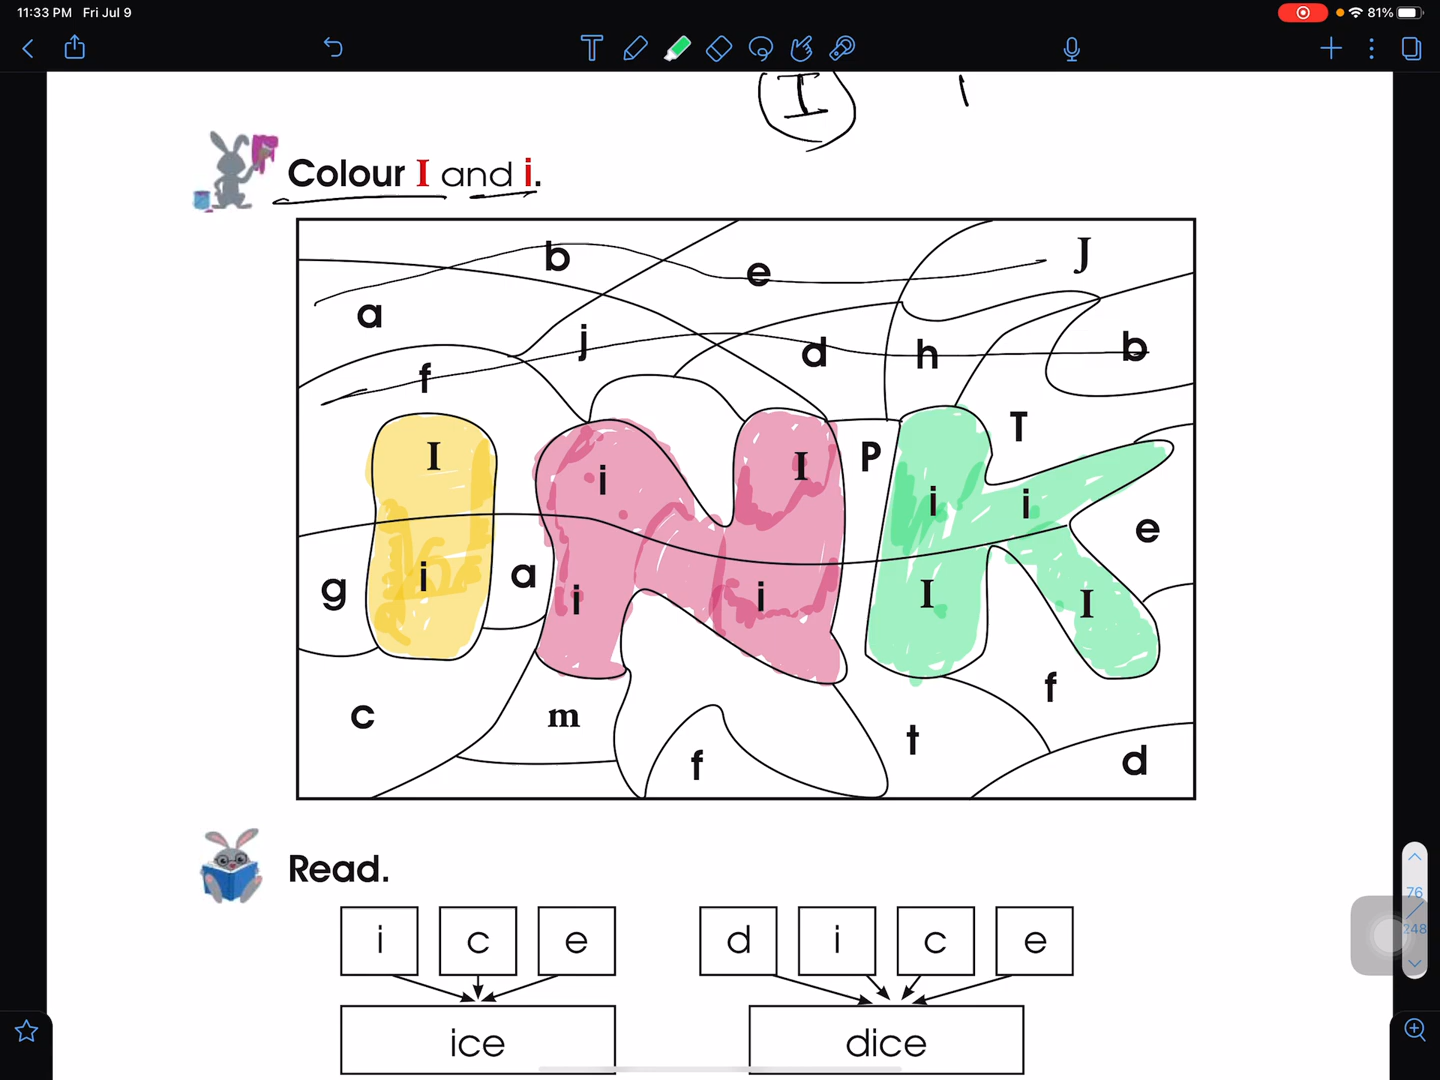 11:33 PM Fri Jul 9
81%
I
Colour I and i.
b e J
a
j d h b
f
T
I i I P i i e
g i a i i I I
c m f
f t d
Read.
i c e d i c e
ice dice
76
248